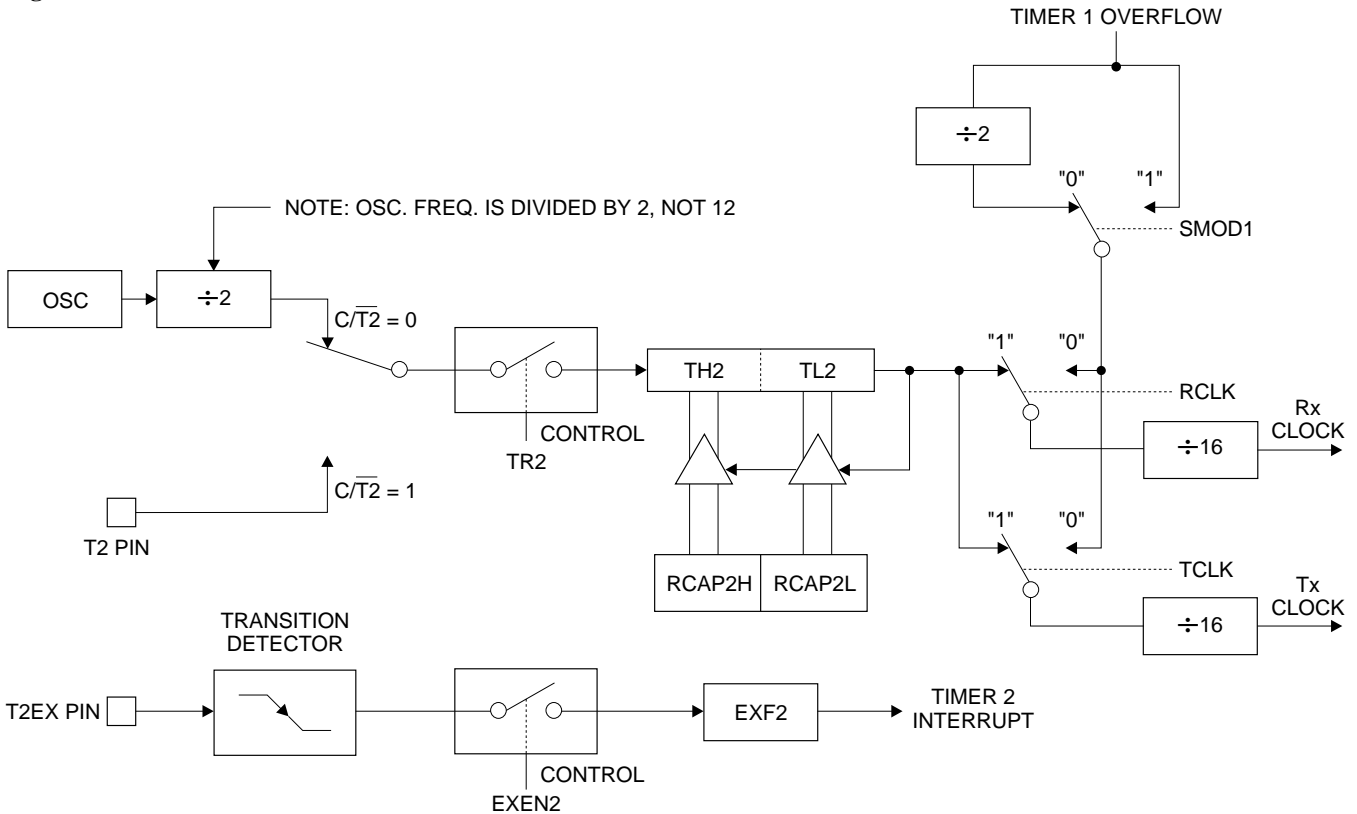 TIMER 1 OVERFLOW
÷2
"0" "1"
NOTE: OSC. FREQ. IS DIVIDED BY 2, NOT 12
SMOD1
OSC
÷2
C/T2 = 0
"1" "0"
TH2 TL2
RCLK
Rx
CLOCK
CONTROL
TR2
÷16
C/T2 = 1
T2 PIN
"1" "0"
RCAP2H RCAP2L
TCLK
Tx
CLOCK
÷16
TRANSITION
DETECTOR
T2EX PIN
EXF2
TIMER 2
INTERRUPT
CONTROL
EXEN2